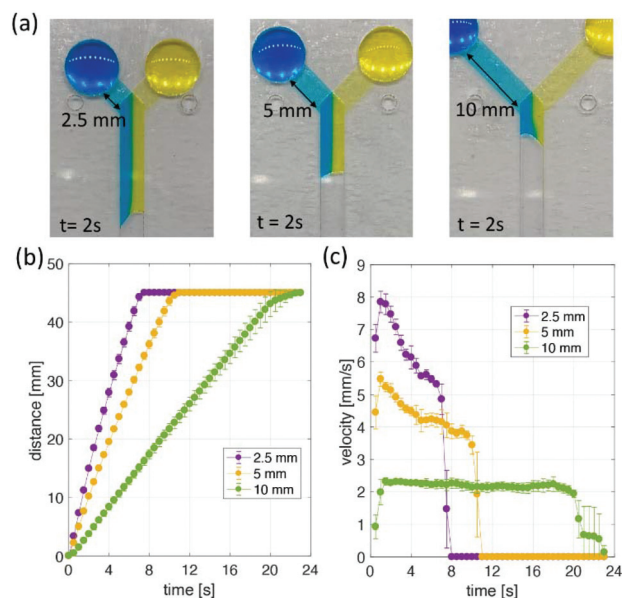 (a)
2.5 mm
t= 2s
5 mm
t = 2s
10 mm
t = 2s
(b)
50
40
30
20
10
0
distance [mm]
0 4 8 12 16 20 24
time [s]
2.5 mm
5 mm
10 mm
(c)
9
8
7
6
5
4
3
2
1
0
velocity [mm/s]
0 4 8 12 16 20 24
time [s]
2.5 mm
5 mm
10 mm